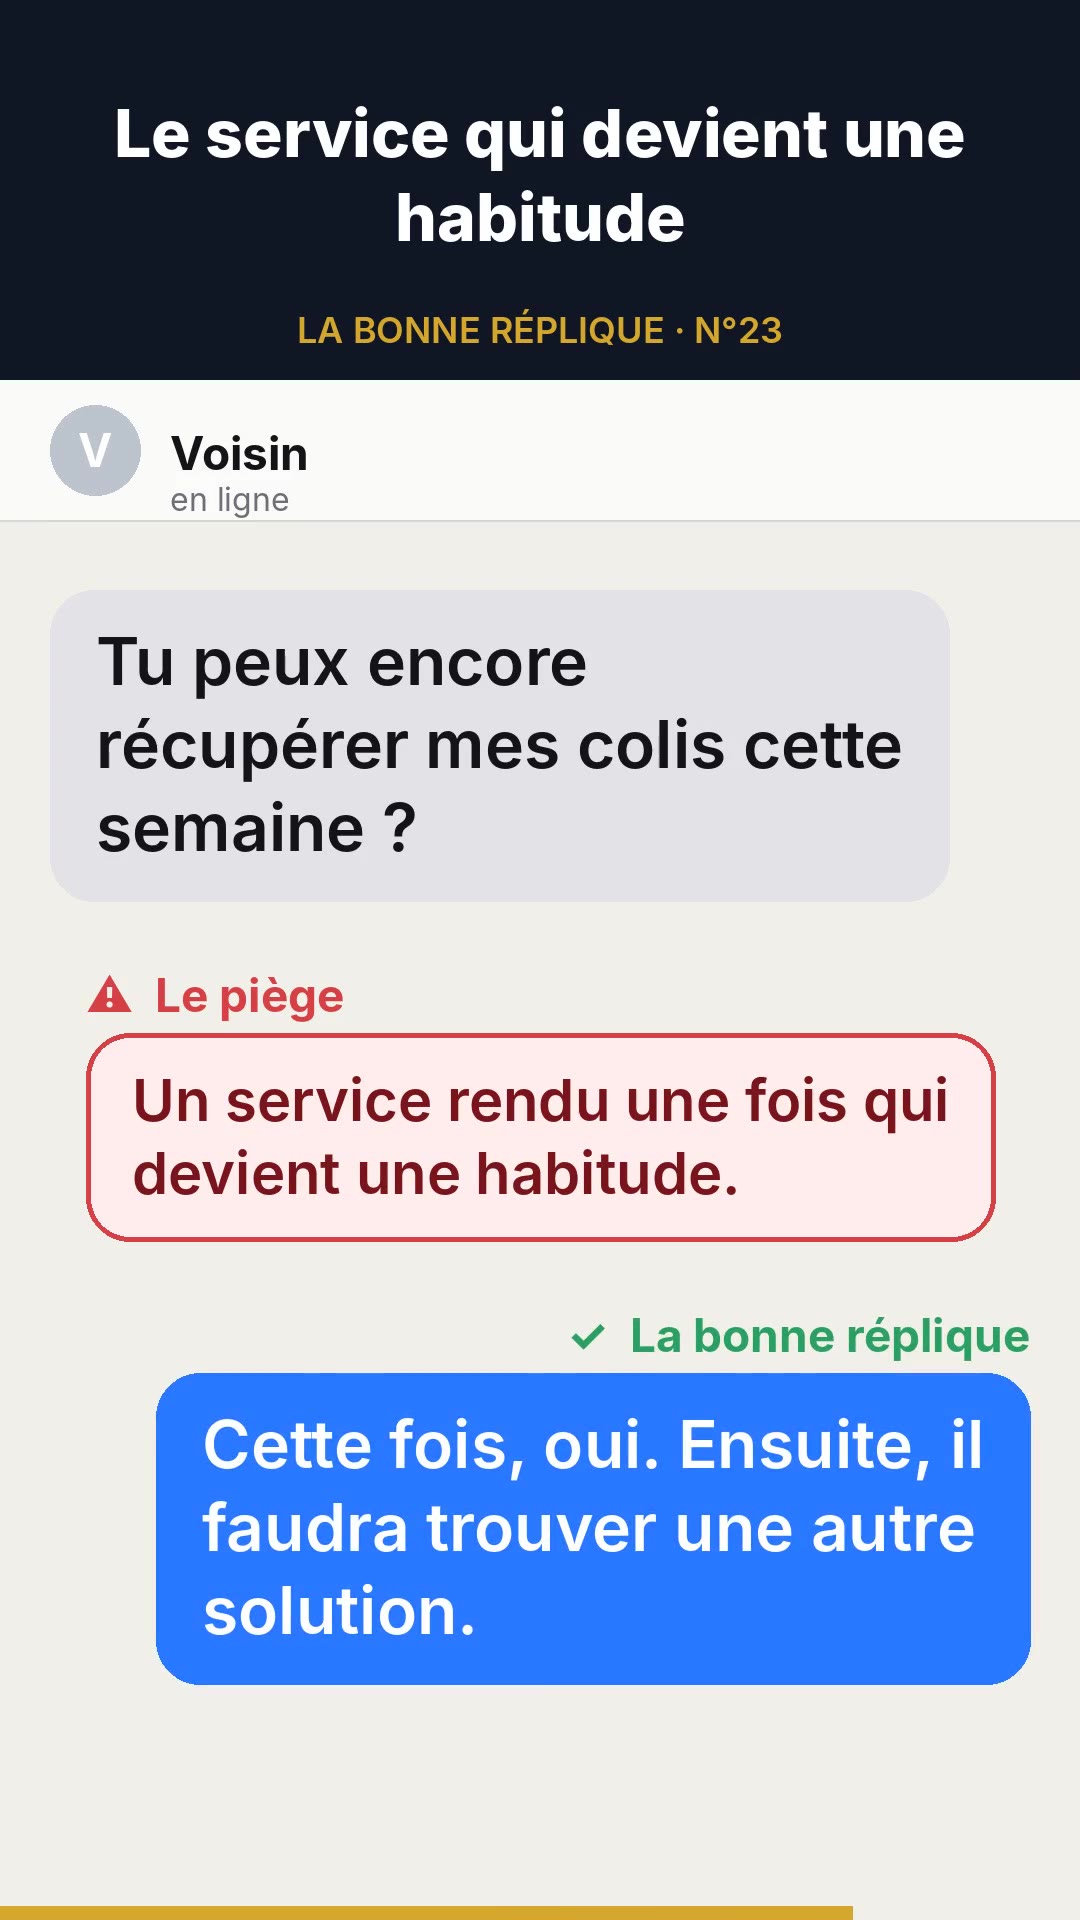 Le service qui devient une
habitude
LA BONNE RÉPLIQUE · N°23
V
Voisin
en ligne
Tu peux encore
récupérer mes colis cette
semaine ?
Le piège
Un service rendu une fois qui
devient une habitude.
La bonne réplique
Cette fois, oui. Ensuite, il
faudra trouver une autre
solution.